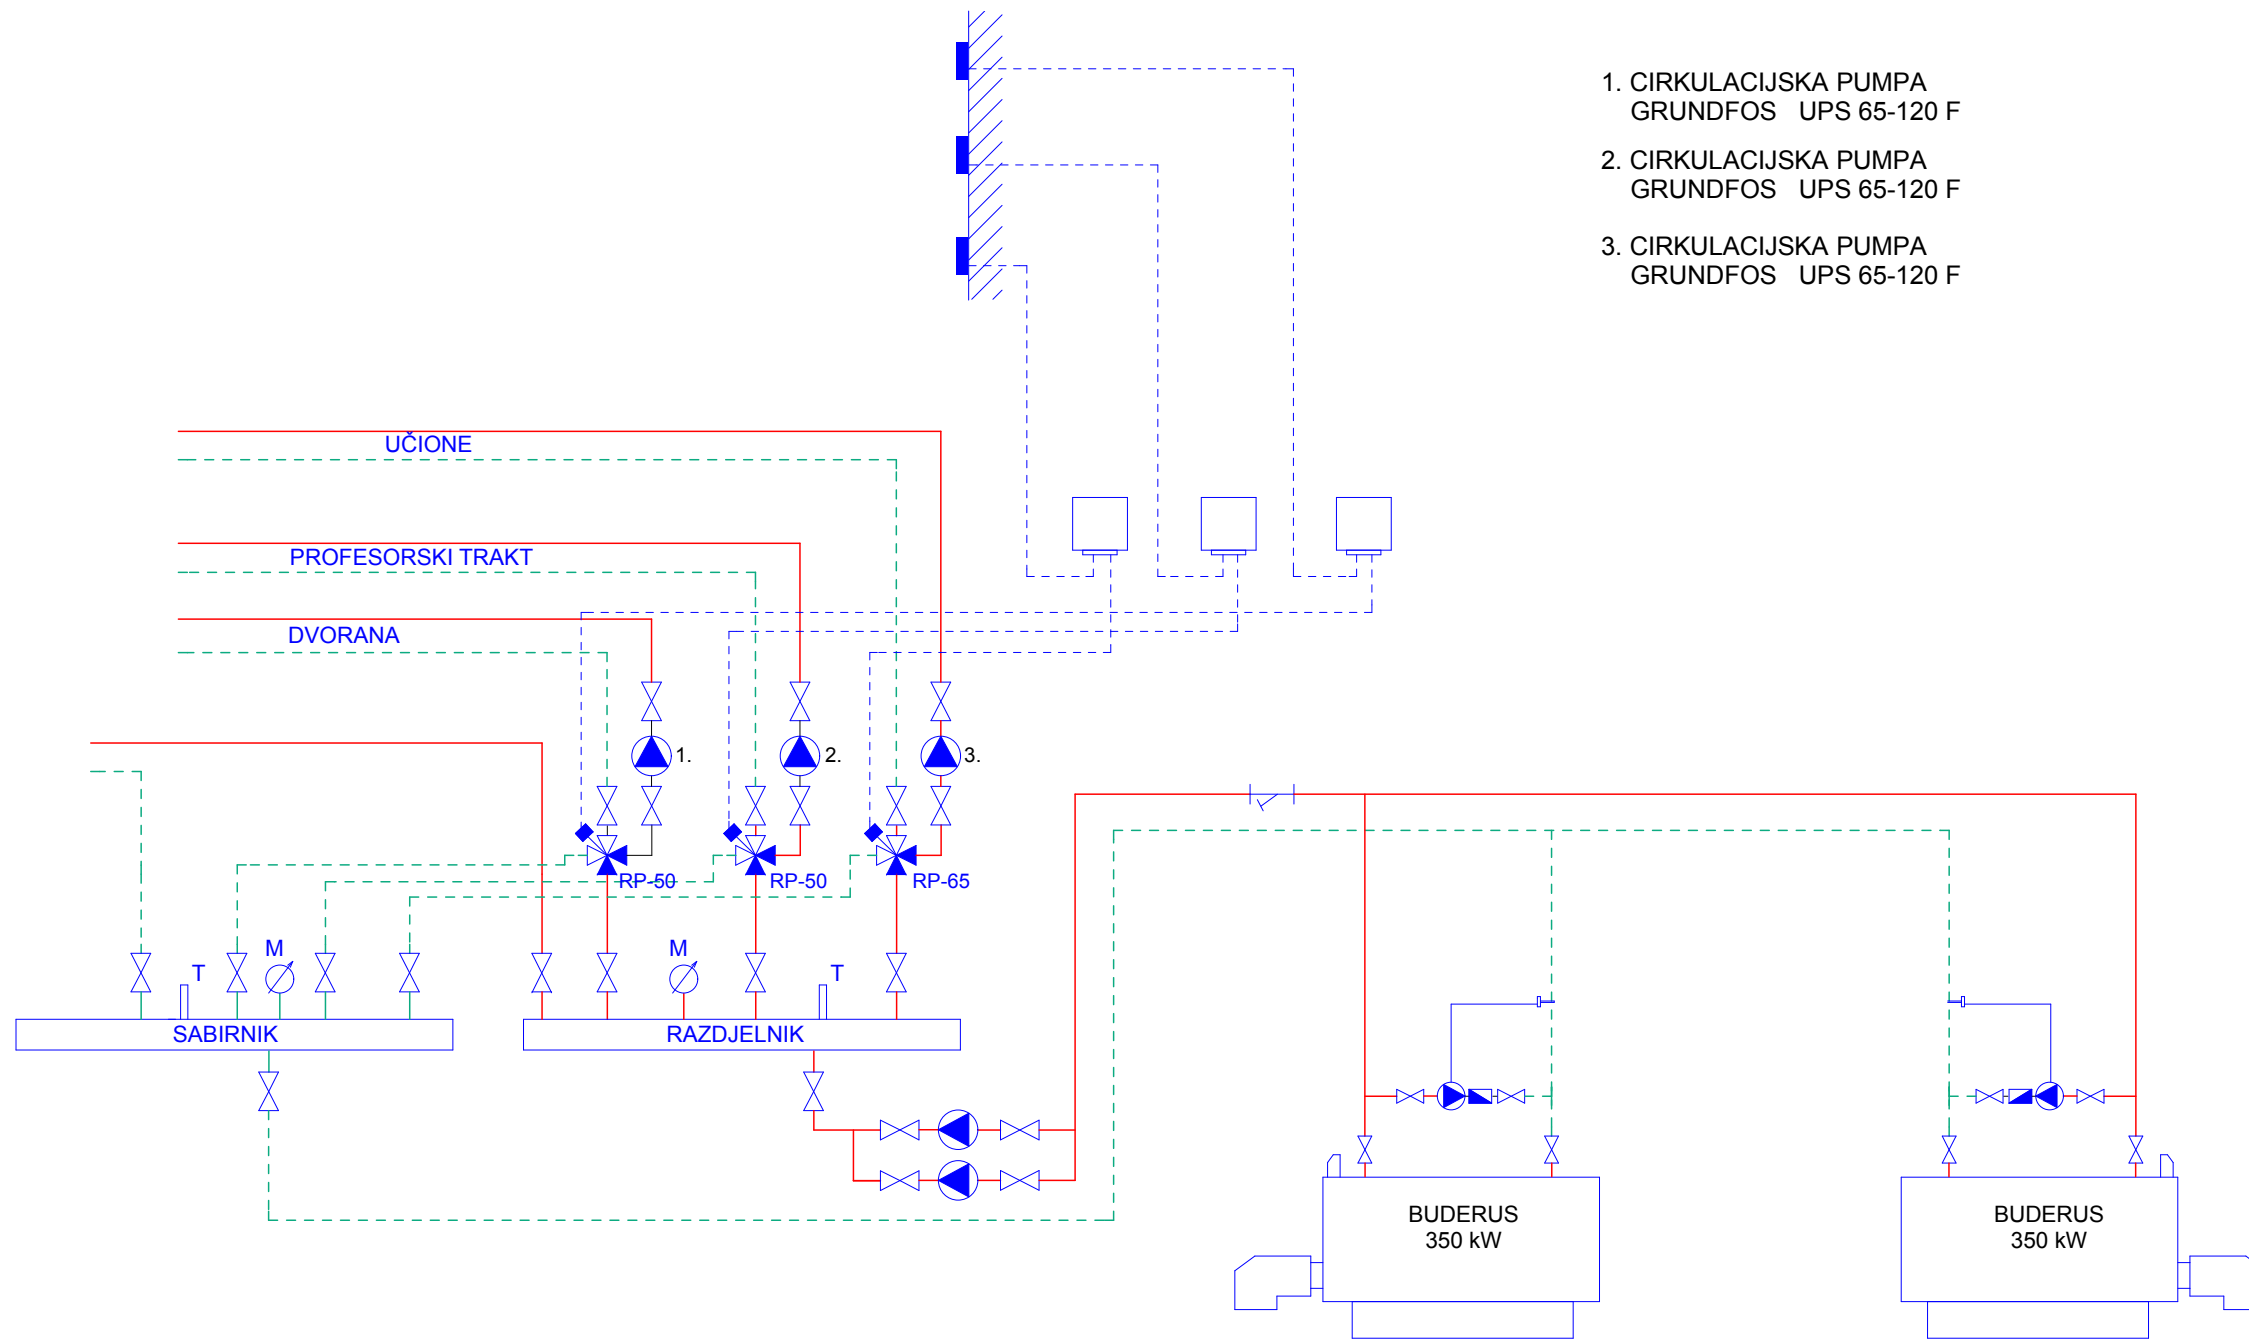 1. CIRKULACIJSKA PUMPA
GRUNDFOS UPS 65-120 F
2. CIRKULACIJSKA PUMPA
GRUNDFOS UPS 65-120 F
3. CIRKULACIJSKA PUMPA
GRUNDFOS UPS 65-120 F
UČIONE
PROFESORSKI TRAKT
DVORANA
1.
2.
3.
RP-50
RP-50
RP-65
M
T
M
T
SABIRNIK
RAZDJELNIK
BUDERUS
350 kW
BUDERUS
350 kW